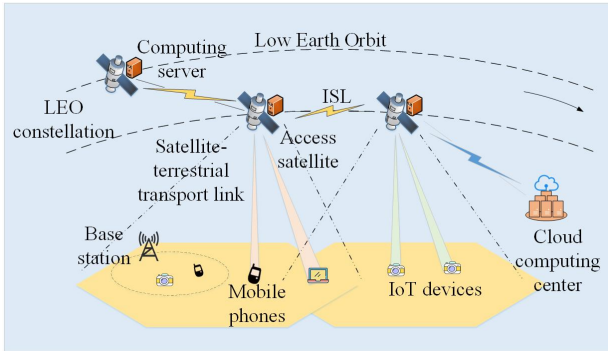 Computing
server
Low Earth Orbit
LEO
constellation
ISL
Satellite-
terrestrial
transport link
Access
satellite
Base
station
Mobile
phones
IoT devices
Cloud
computing
center